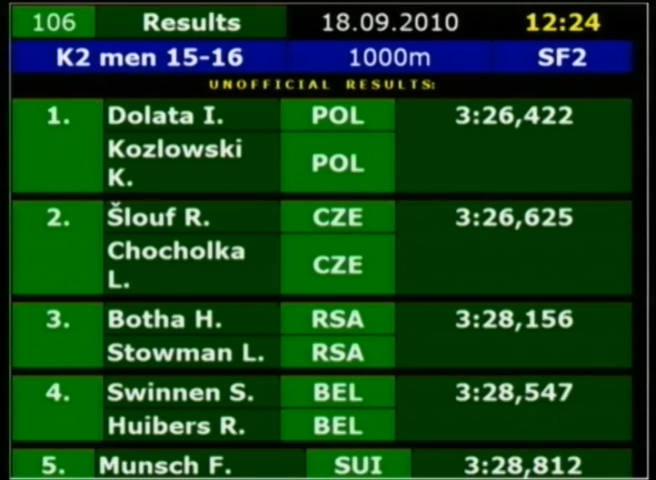 106 Results 18.09.2010 12:24
K2 men 15-16 1000m SF2
UNOFFICIAL RESULTS:
1. Dolata I. POL 3:26,422
Kozlowski POL
K.
2. Šlouf R. CZE 3:26,625
Chocholka CZE
L.
3. Botha H. RSA 3:28,156
Stowman L. RSA
4. Swinnen S. BEL 3:28,547
Huibers R. BEL
5. Munsch F. SUI 3:28,812